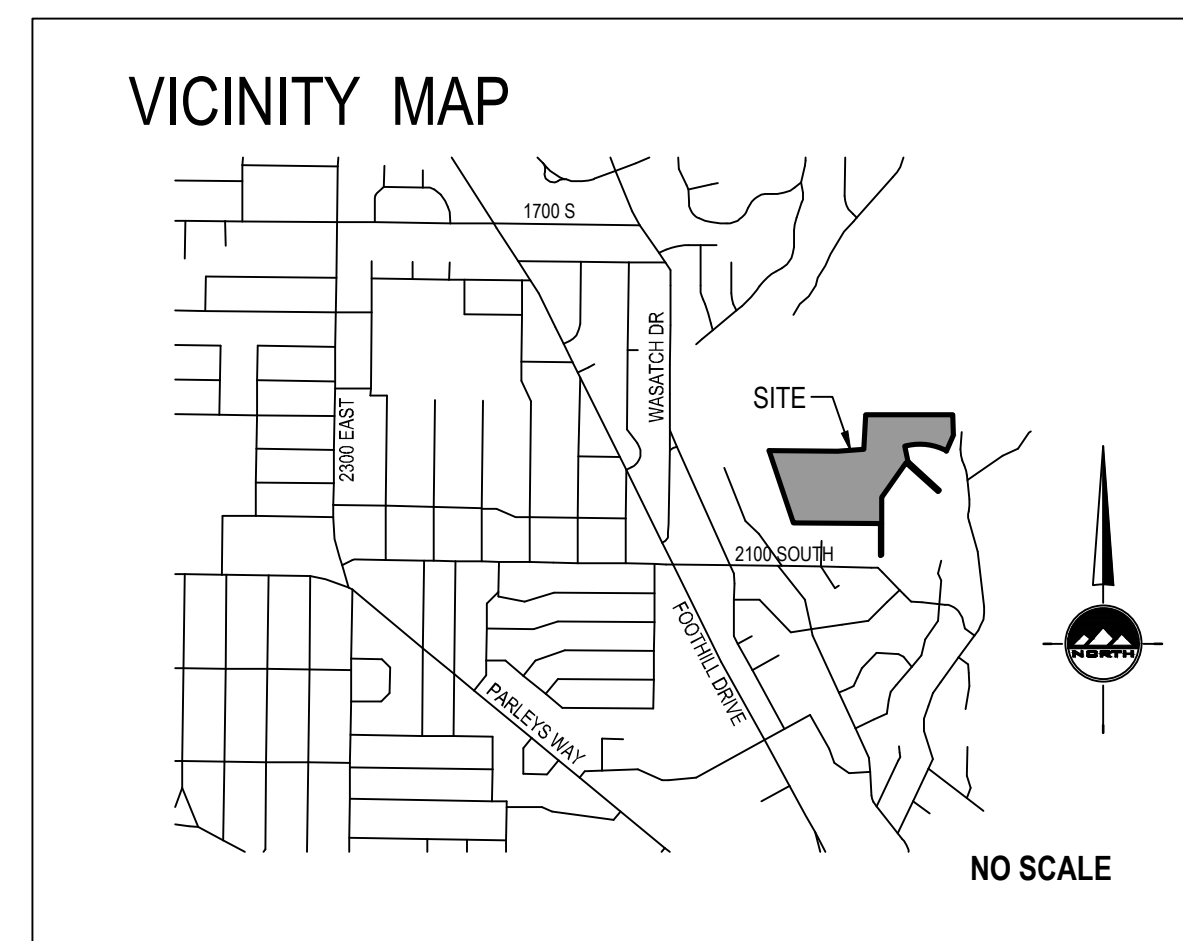 VICINITY MAP
1700 S
WASATCH DR
SITE
2300 EAST
2100 SOUTH
FOOTHILL DRIVE
NORTH
PARLEYS WAY
NO SCALE